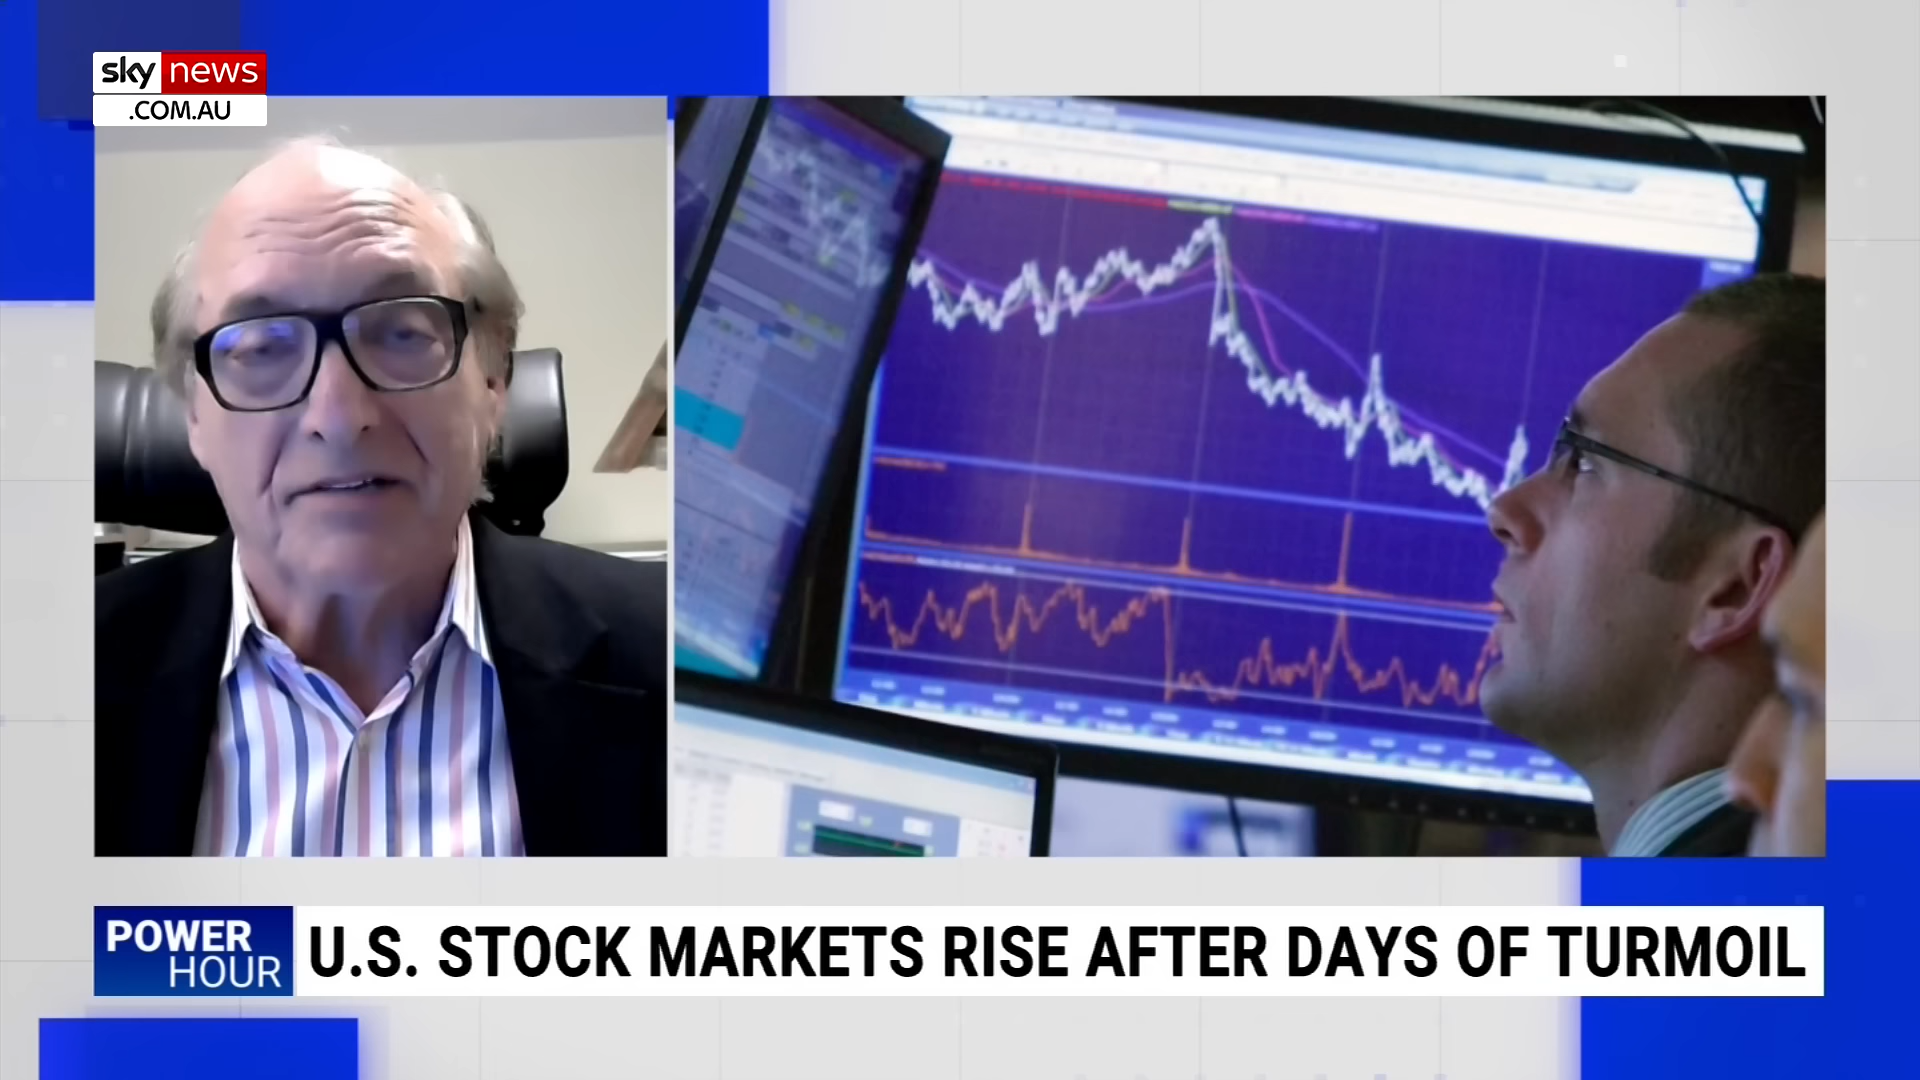 sky news
.COM.AU
POWER
HOUR
U.S. STOCK MARKETS RISE AFTER DAYS OF TURMOIL